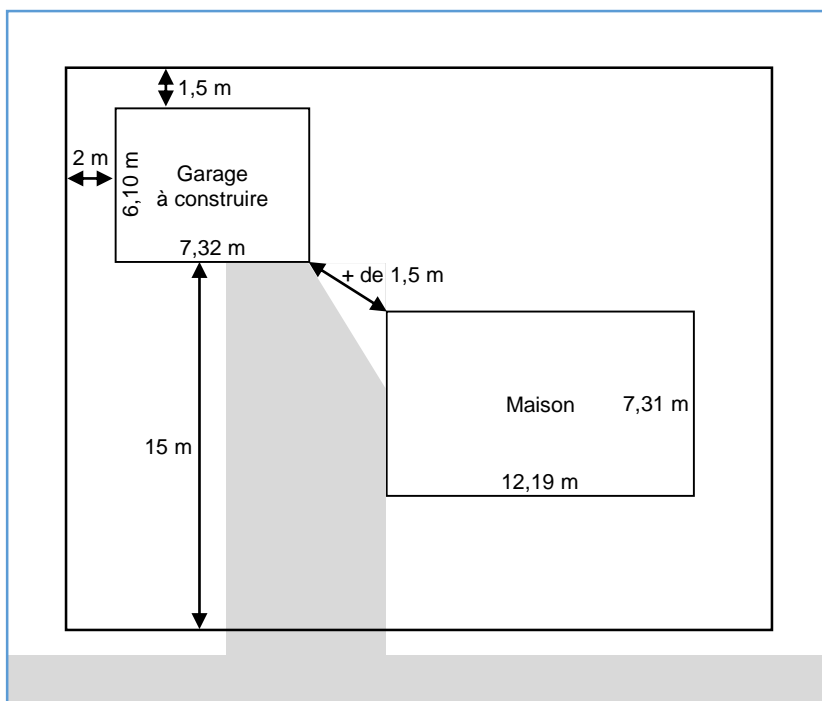 1,5 m
2 m
6,10 m
Garage
à construire
7,32 m
+ de 1,5 m
15 m
Maison
7,31 m
12,19 m